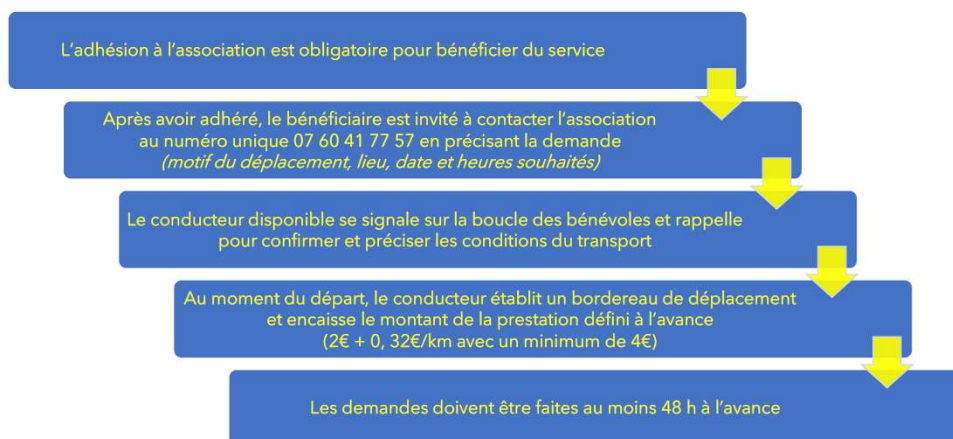 L'adhésion à l'association est obligatoire pour bénéficier du service
Après avoir adhéré, le bénéficiaire est invité à contacter l'association
au numéro unique 07 60 41 77 57 en précisant la demande
(motif du déplacement, lieu, date et heures souhaités)
Le conducteur disponible se signale sur la boucle des bénévoles et rappelle
pour confirmer et préciser les conditions du transport
Au moment du départ, le conducteur établit un bordereau de déplacement
et encaisse le montant de la prestation défini à l'avance
(2€ + 0, 32€/km avec un minimum de 4€)
Les demandes doivent être faites au moins 48 h à l'avance